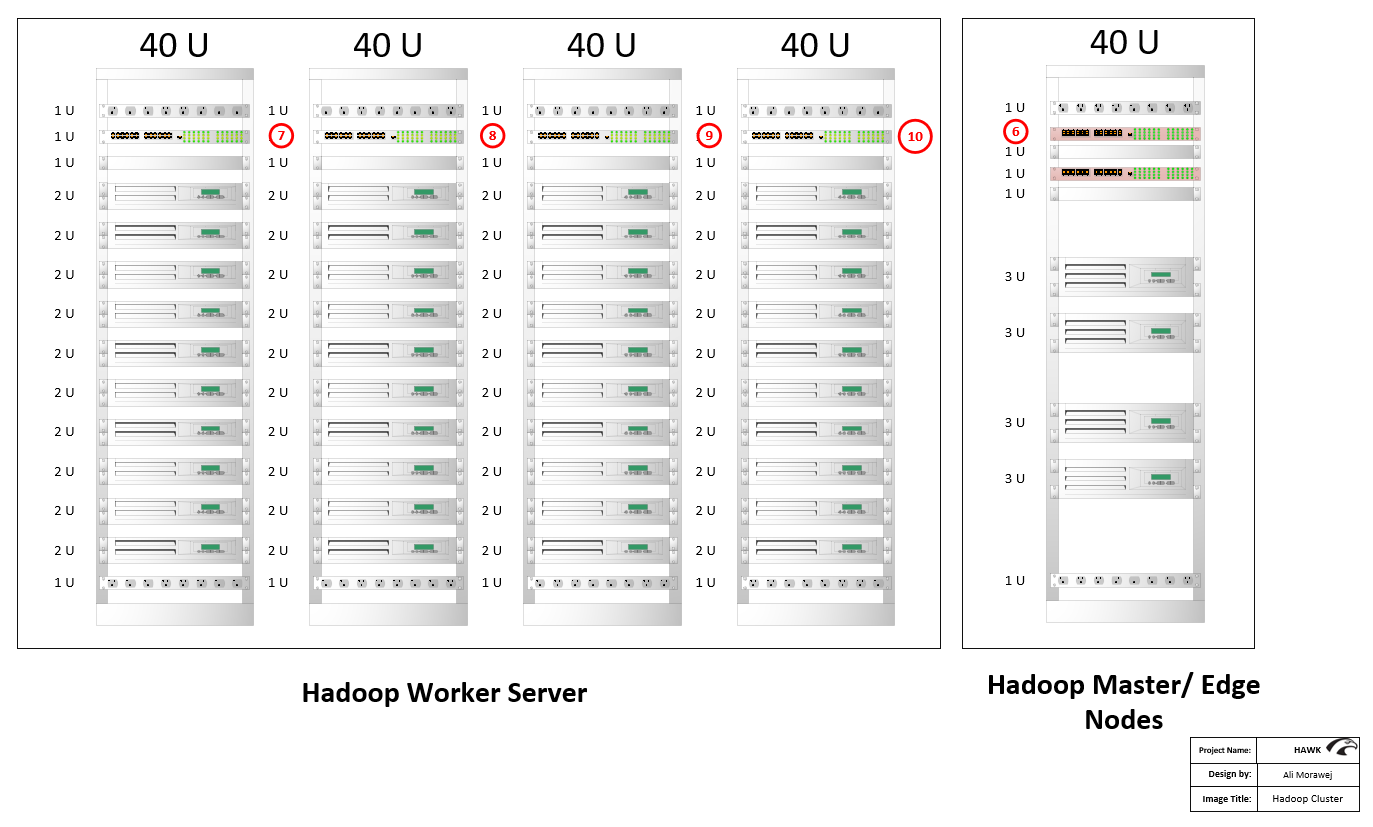 40 U 40 U 40 U 40 U 40 U
1 U 1 U 1 U 1 U 1 U
1 U 7 1 U 8 1 U 9 1 U 10 6
1 U 1 U 1 U 1 U 1 U
1 U
2 U 2 U 2 U 2 U 1 U
2 U 2 U 2 U 2 U
2 U 2 U 2 U 2 U 3 U
2 U 2 U 2 U 2 U 3 U
2 U 2 U 2 U 2 U
2 U 2 U 2 U 2 U
2 U 2 U 2 U 2 U 3 U
2 U 2 U 2 U 2 U 3 U
2 U 2 U 2 U 2 U
2 U 2 U 2 U 2 U
1 U 1 U 1 U 1 U 1 U
Hadoop Worker Server
Hadoop Master/ Edge
Nodes
Project Name: HAWK
Design by: Ali Morawej
Image Title: Hadoop Cluster